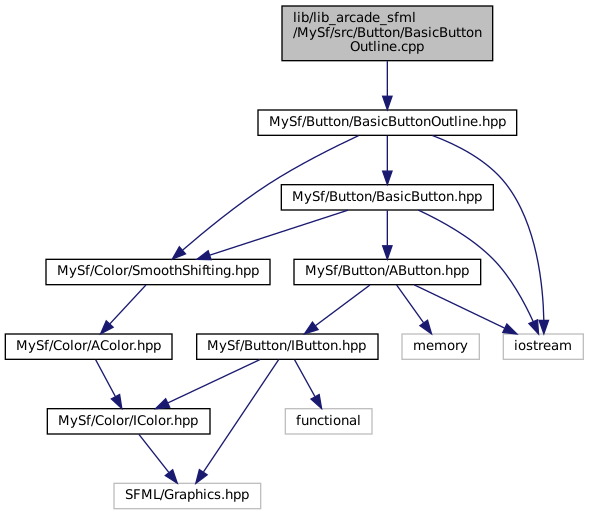 lib/lib_arcade_sfml
/MySf/src/Button/BasicButton
Outline.cpp
MySf/Button/BasicButtonOutline.hpp
MySf/Button/BasicButton.hpp
MySf/Color/SmoothShifting.hpp
MySf/Button/AButton.hpp
MySf/Color/AColor.hpp
MySf/Button/IButton.hpp
memory
iostream
MySf/Color/IColor.hpp
functional
SFML/Graphics.hpp